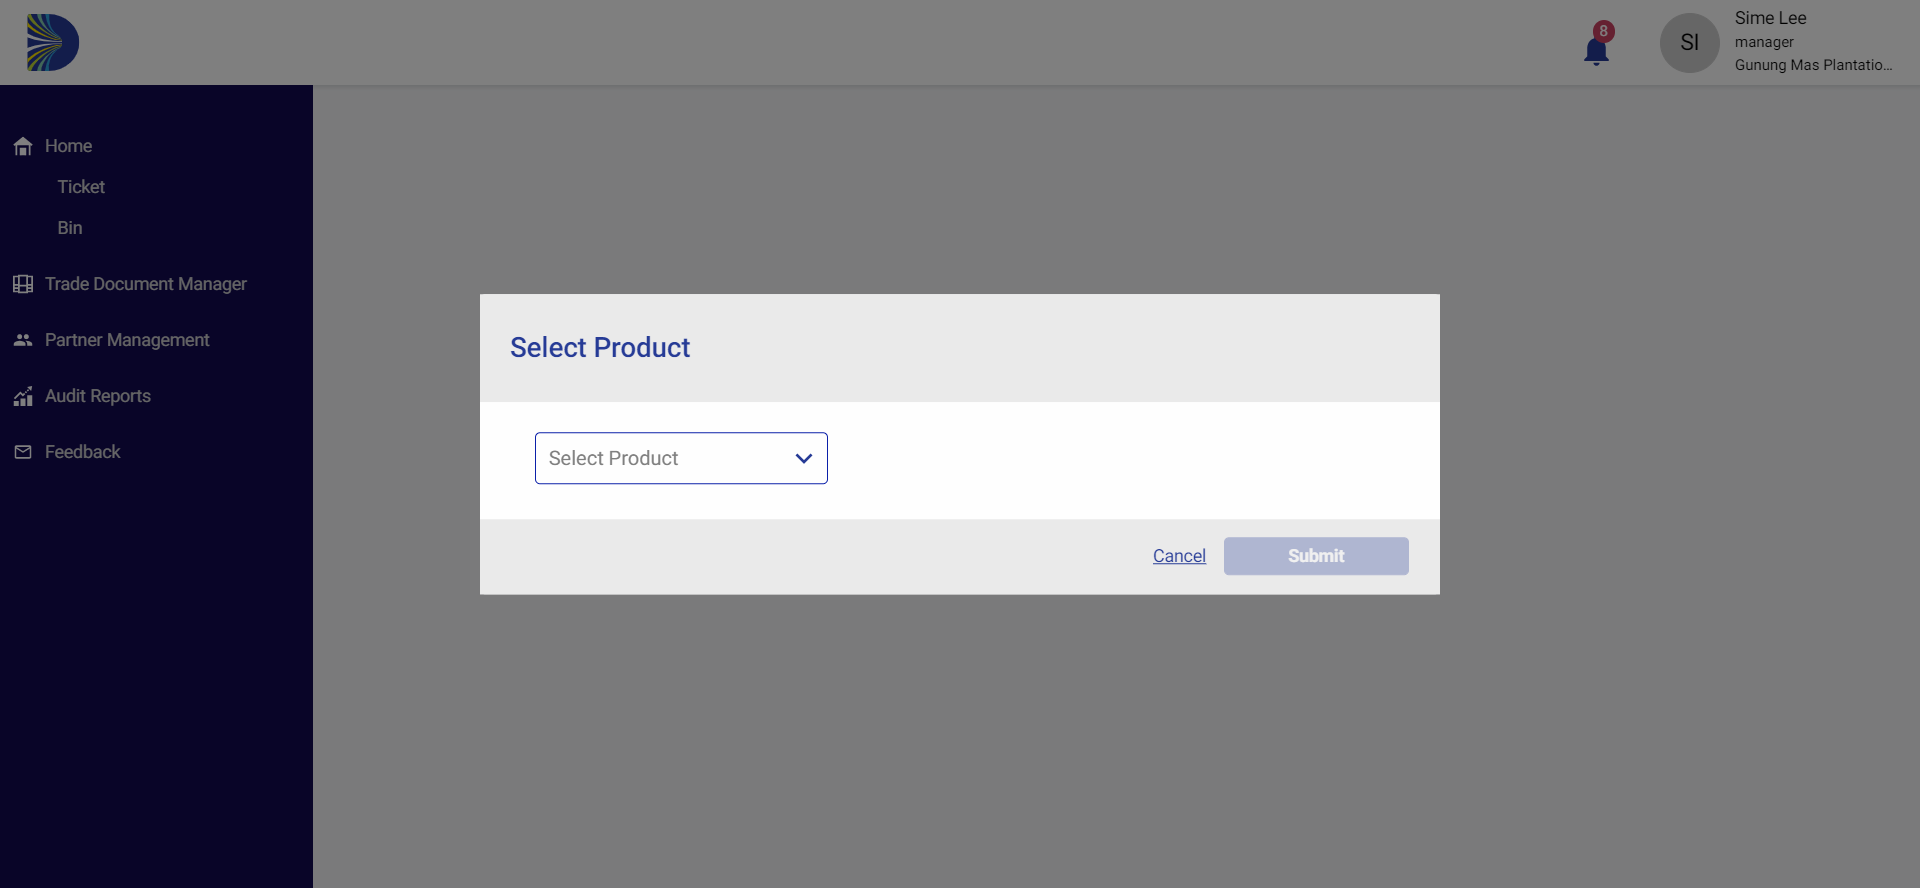 8
SI
Sime Lee
manager
Gunung Mas Plantatio...
Home
Ticket
Bin
Trade Document Manager
Partner Management
Audit Reports
Feedback
Select Product
Select Product
Cancel
Submit